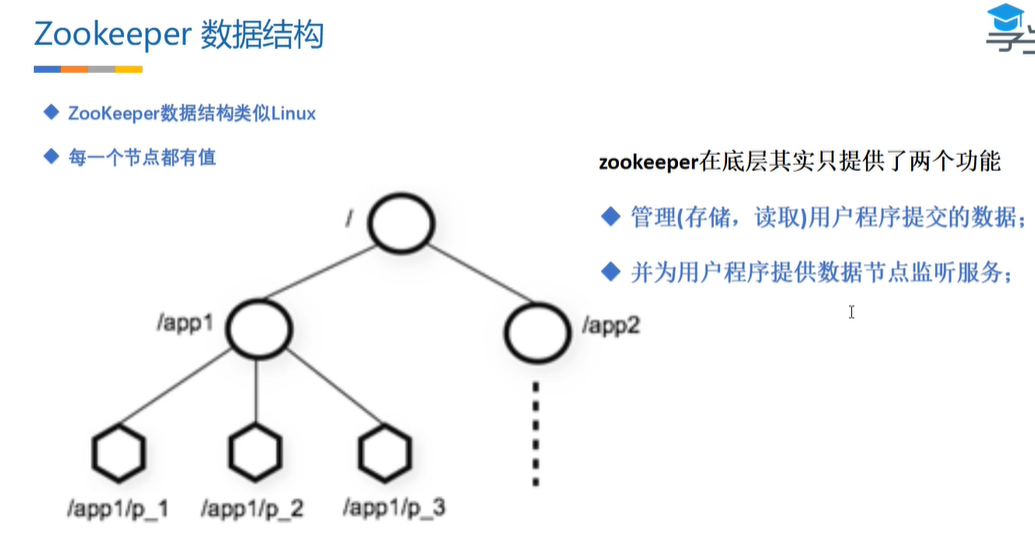 Zookeeper 数据结构
ZooKeeper数据结构类似Linux
每一个节点都有值
zookeeper在底层其实只提供了两个功能
管理(存储，读取)用户程序提交的数据；
并为用户程序提供数据节点监听服务；
/
/app1
/app2
/app1/p_1
/app1/p_2
/app1/p_3